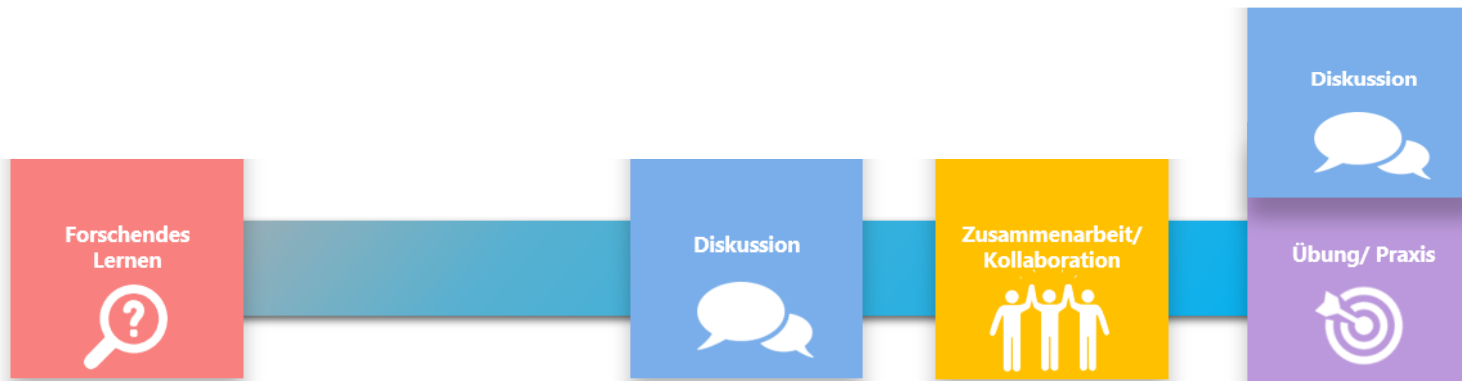 Diskussion
Forschendes
Lernen
?
Diskussion
Zusammenarbeit/
Kollaboration
Übung/ Praxis